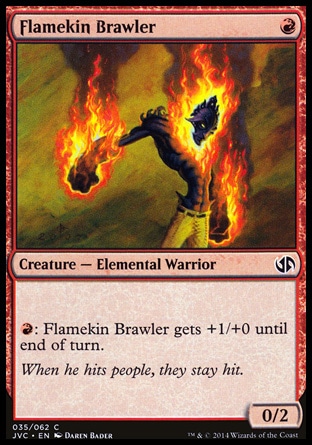 Flamekin Brawler
Creature — Elemental Warrior
: Flamekin Brawler gets +1/+0 until
end of turn.
When he hits people, they stay hit.
0/2
035/062 C
JVC • EN Daren Bader
™ & © 2014 Wizards of the Coast